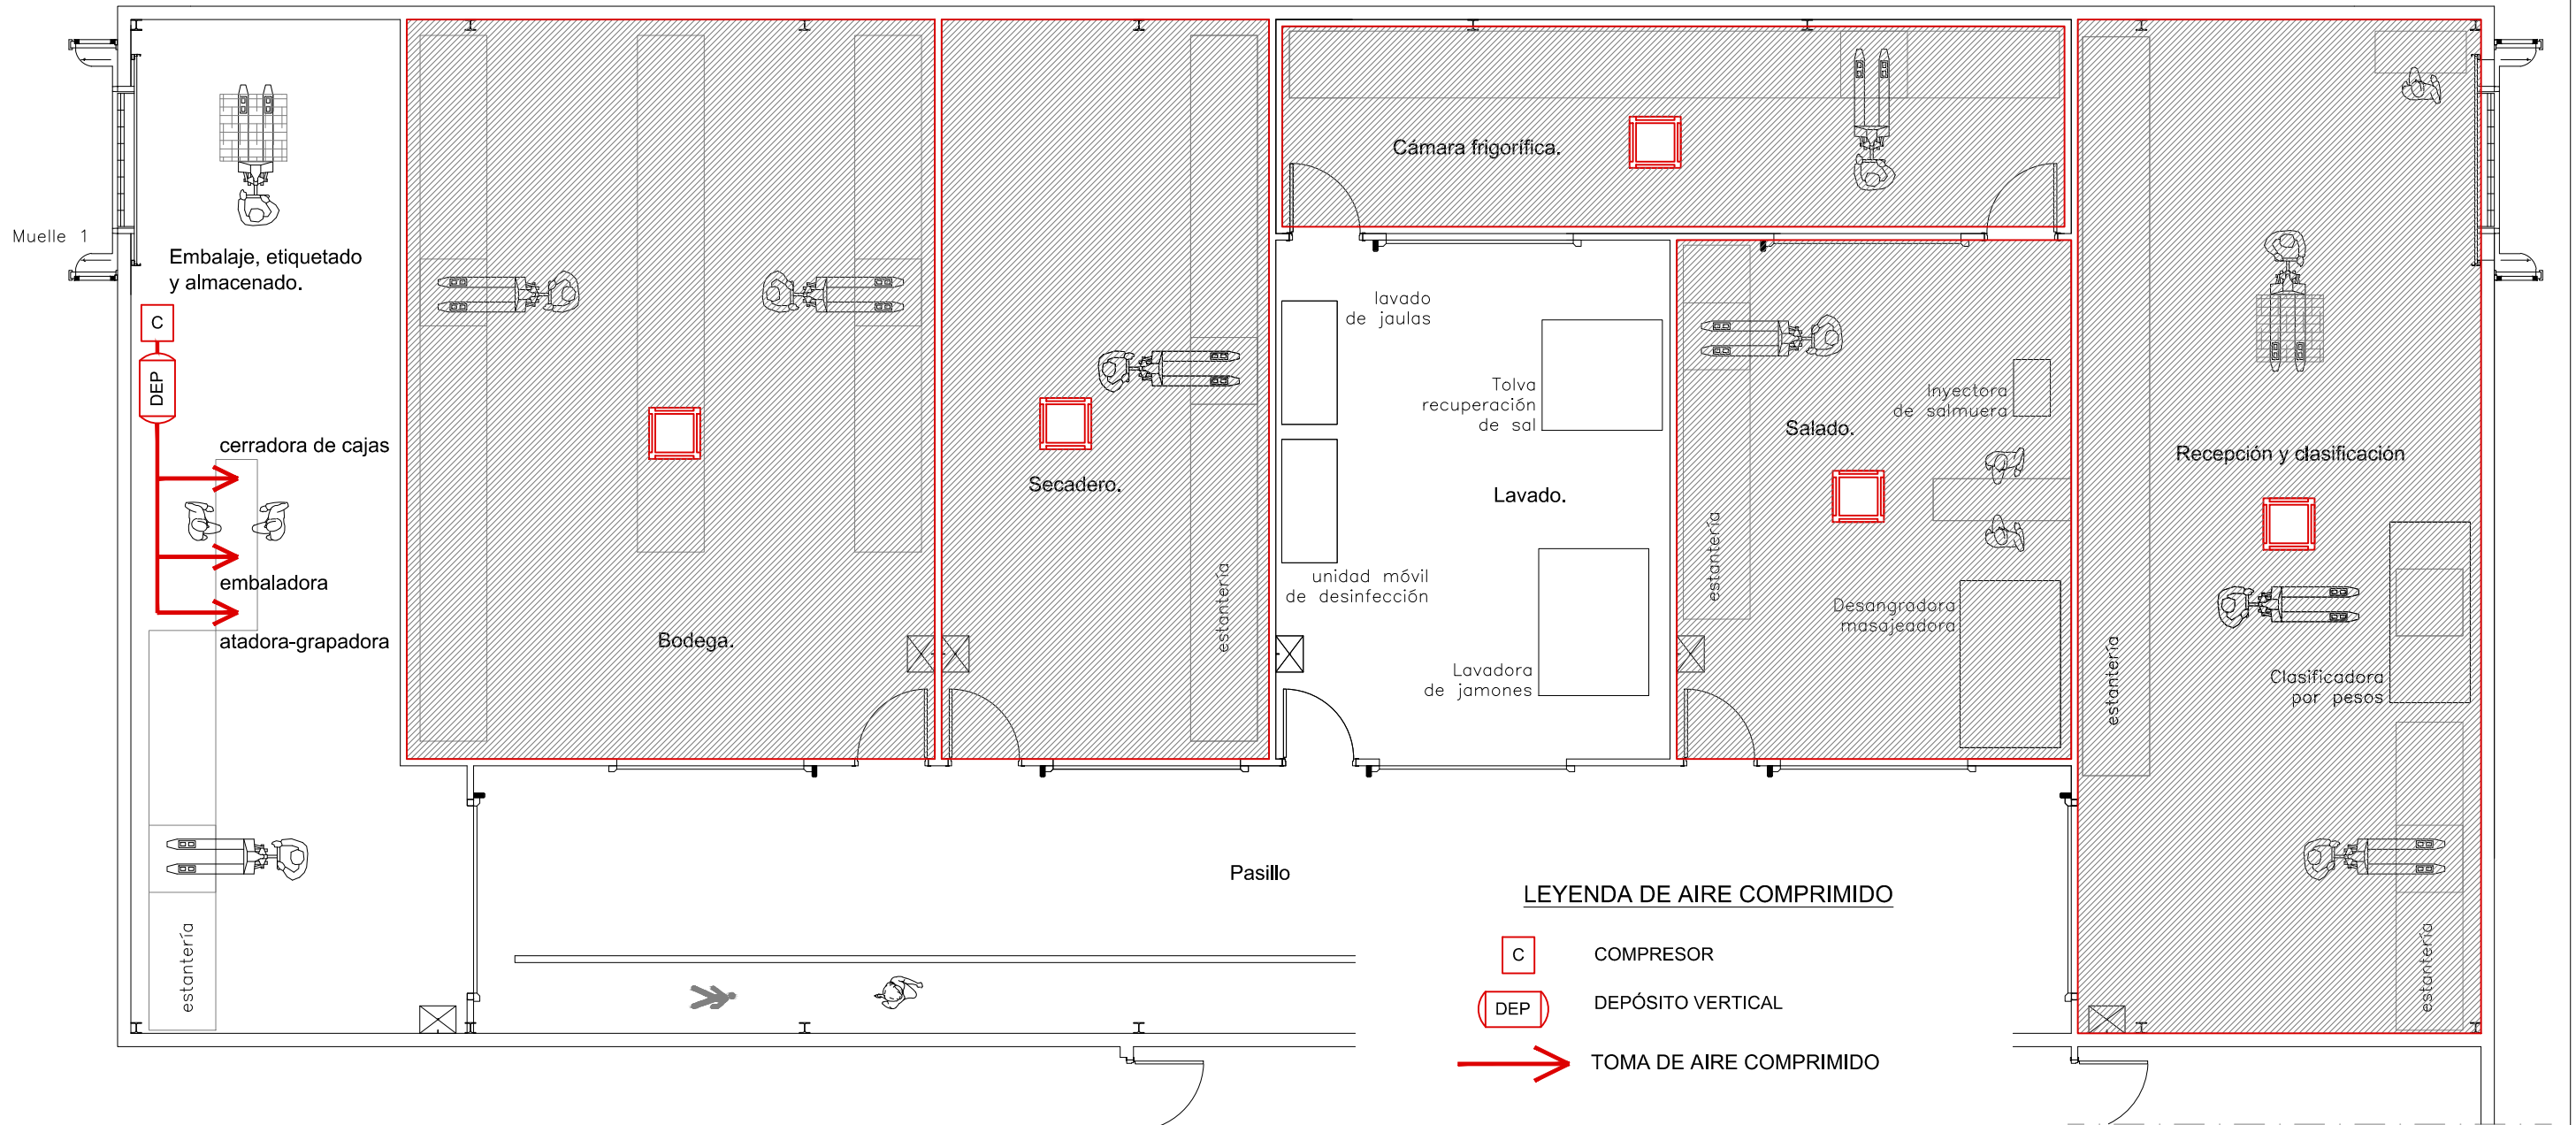 Muelle 1
Embalaje, etiquetado
y almacenado.
C
DEP
cerradora de cajas
embaladora
atadora-grapadora
estantería
Bodega.
Secadero.
estantería
Cámara frigorífica.
lavado
de jaulas
Tolva
recuperación
de sal
Lavado.
unidad móvil
de desinfección
Lavadora
de jamones
Inyectora
de salmuera
Salado.
estantería
Desangradora
masajeadora
Recepción y clasificación
estantería
Clasificadora
por pesos
estantería
Pasillo
LEYENDA DE AIRE COMPRIMIDO
C
COMPRESOR
DEP
DEPÓSITO VERTICAL
TOMA DE AIRE COMPRIMIDO